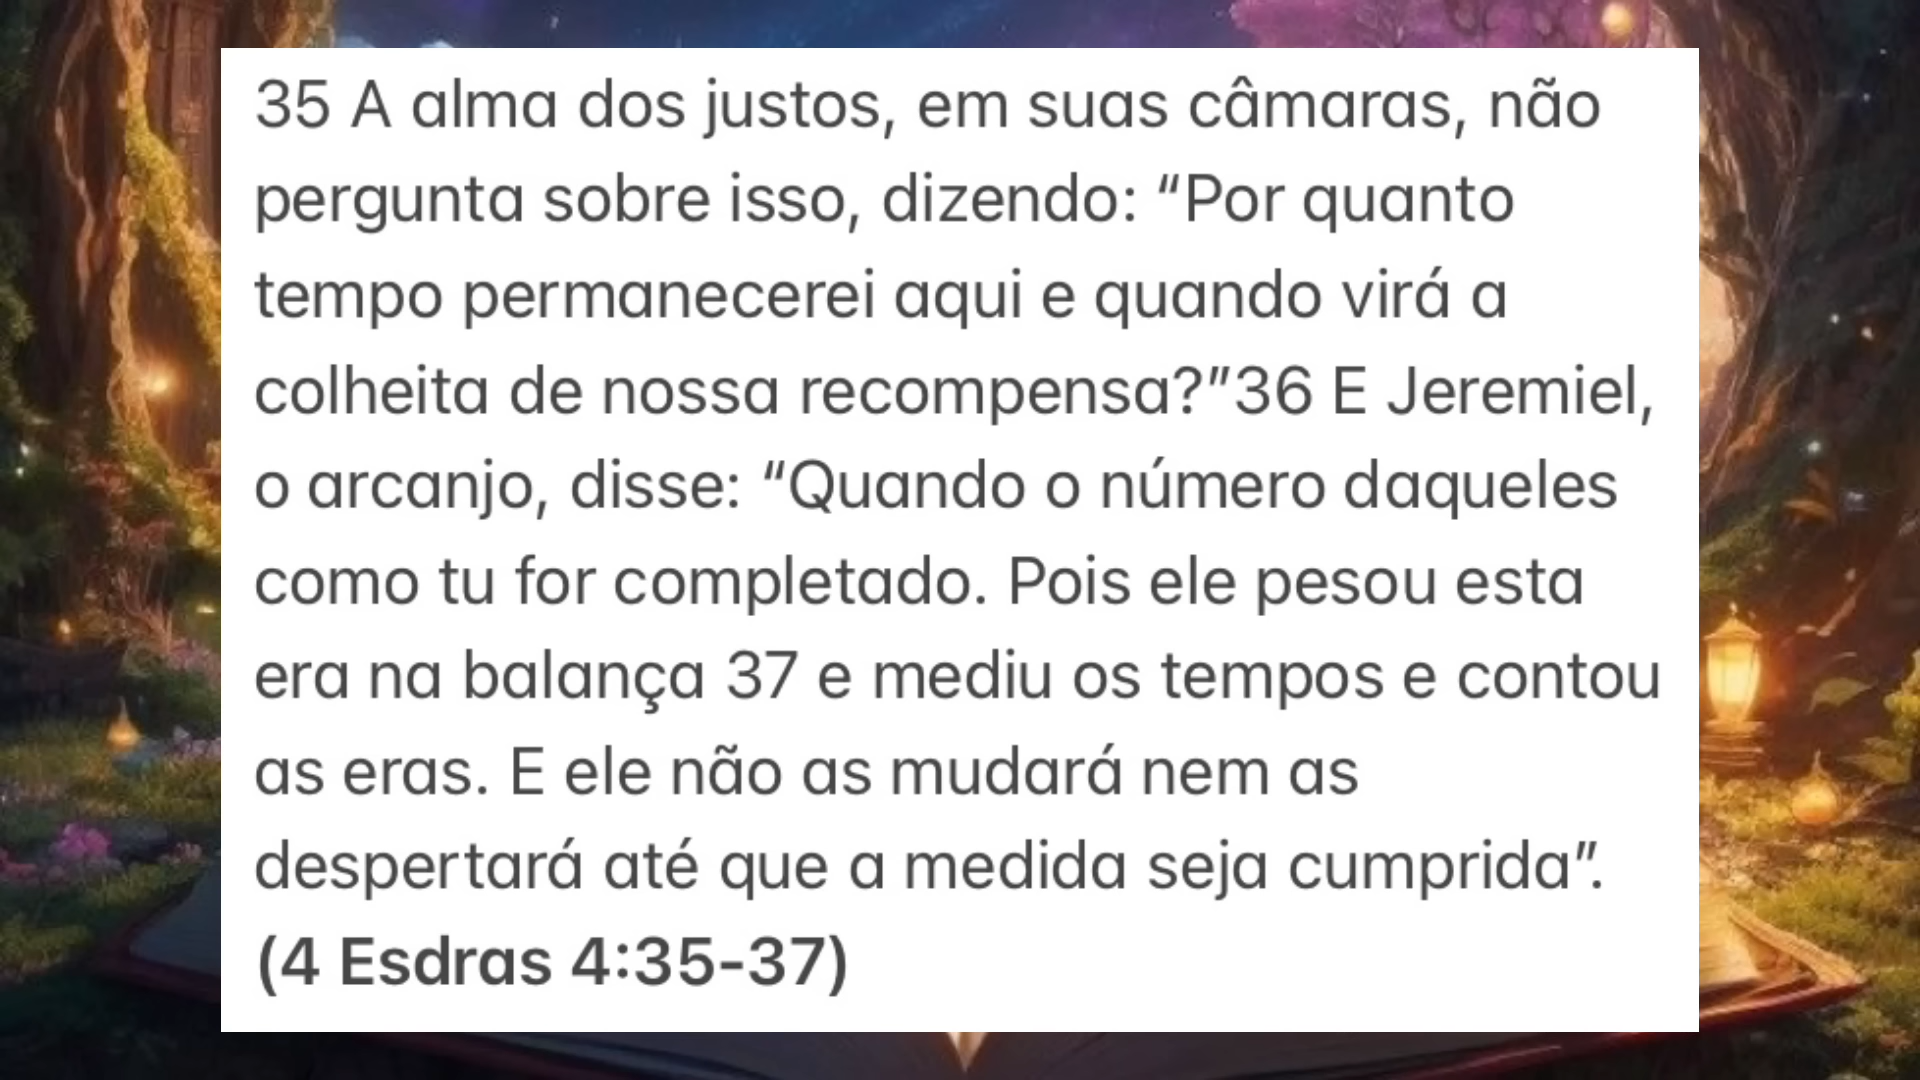 35 A alma dos justos, em suas câmaras, não
pergunta sobre isso, dizendo: “Por quanto
tempo permanecerei aqui e quando virá a
colheita de nossa recompensa?”36 E Jeremiel,
o arcanjo, disse: “Quando o número daqueles
como tu for completado. Pois ele pesou esta
era na balança 37 e mediu os tempos e contou
as eras. E ele não as mudará nem as
despertará até que a medida seja cumprida”.
(4 Esdras 4:35-37)